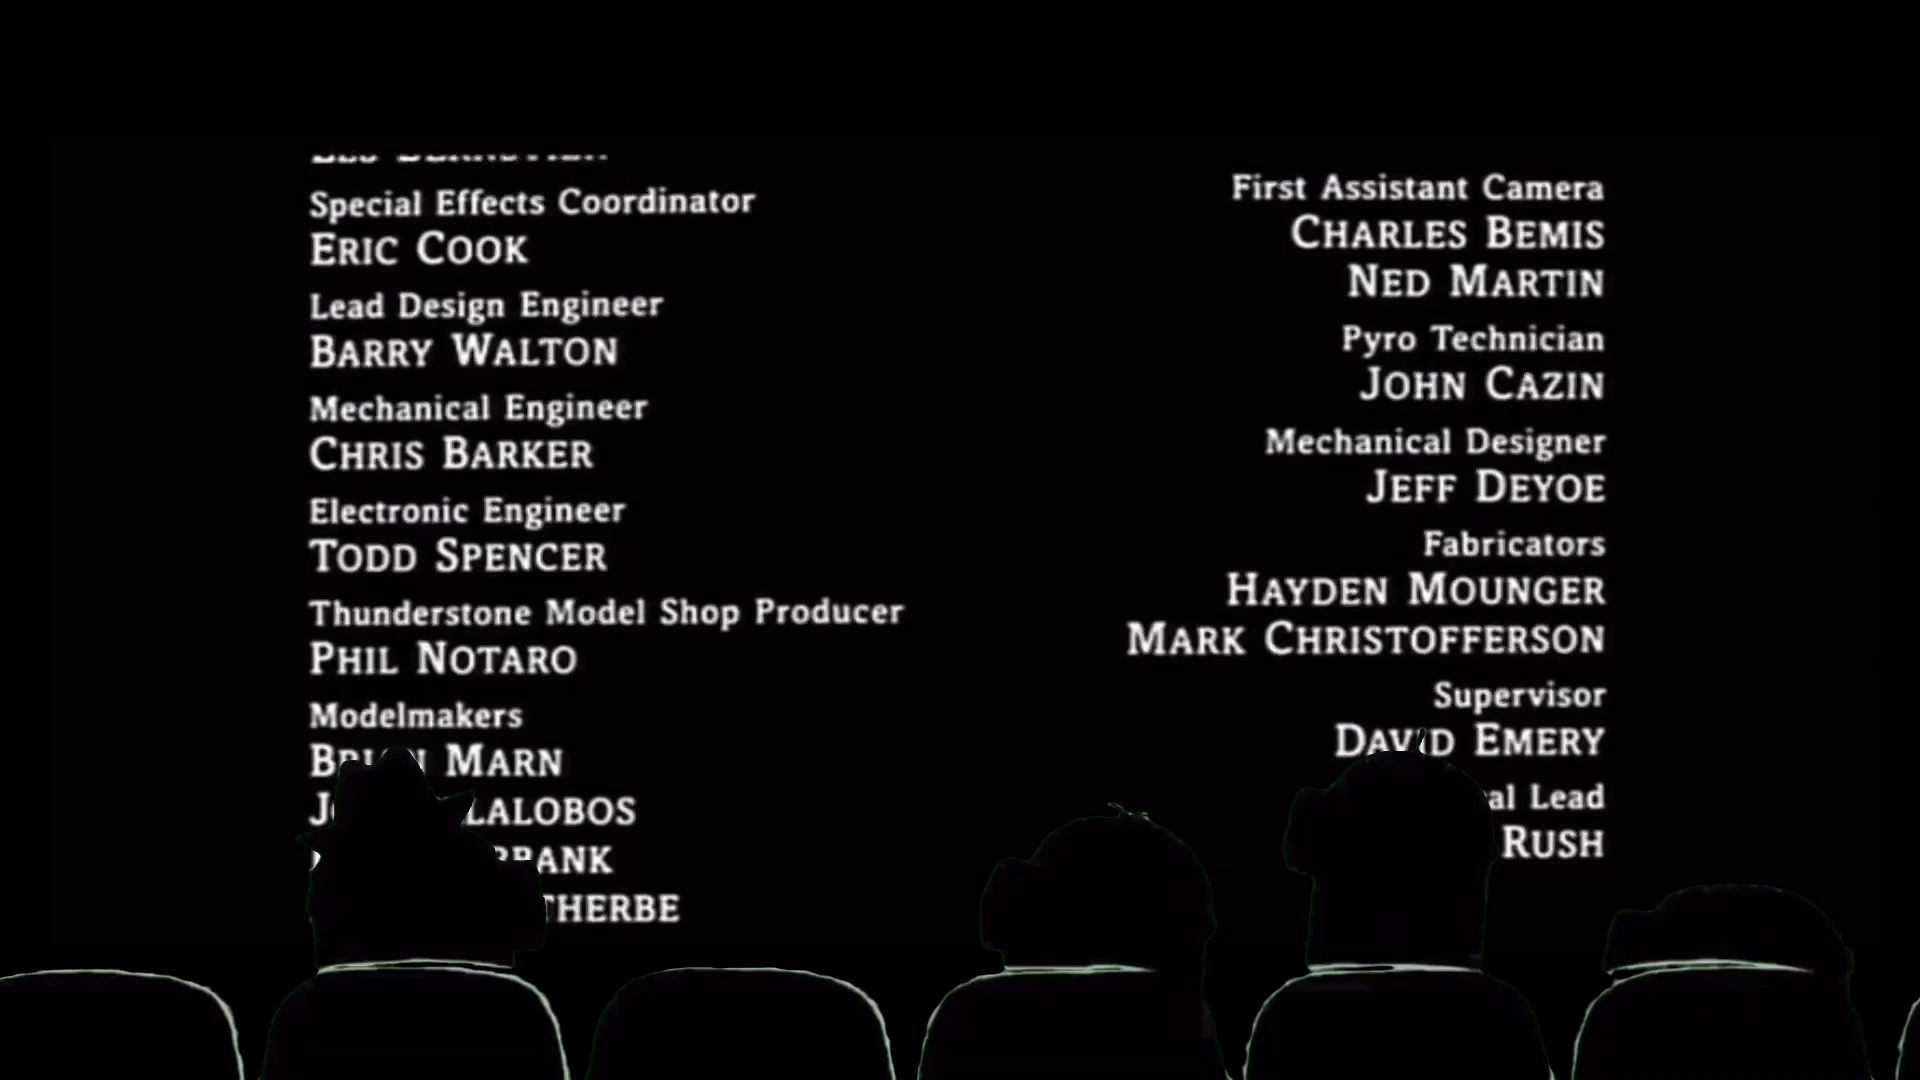 Special Effects Coordinator
ERIC COOK
Lead Design Engineer
BARRY WALTON
Mechanical Engineer
CHRIS BARKER
Electronic Engineer
TODD SPENCER
Thunderstone Model Shop Producer
PHIL NOTARO
Modelmakers
MARN
First Assistant Camera
CHARLES BEMIS
NED MARTIN
Pyro Technician
JOHN CAZIN
Mechanical Designer
JEFF DEYOE
Fabricators
HAYDEN MOUNGER
MARK CHRISTOFFERSON
Supervisor
DAVID EMERY
Lead
RUSH